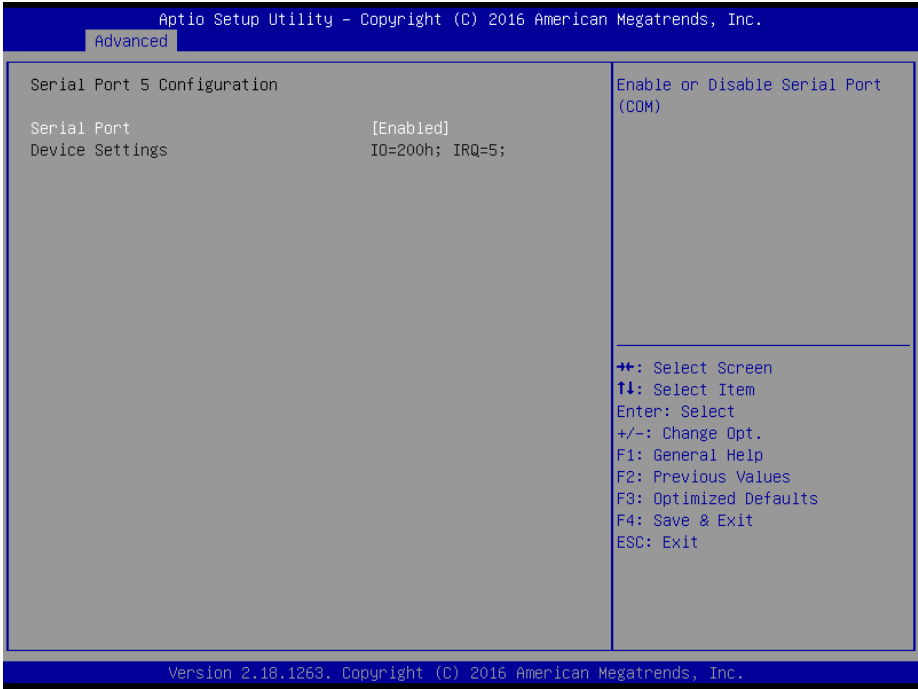 Aptio Setup Utility – Copyright (C) 2016 American Megatrends, Inc.
Advanced
Serial Port 5 Configuration
Serial Port [Enabled]
Device Settings IO=200h; IRQ=5;
Enable or Disable Serial Port
(COM)
→←: Select Screen
↑↓: Select Item
Enter: Select
+/-: Change Opt.
F1: General Help
F2: Previous Values
F3: Optimized Defaults
F4: Save & Exit
ESC: Exit
Version 2.18.1263. Copyright (C) 2016 American Megatrends, Inc.